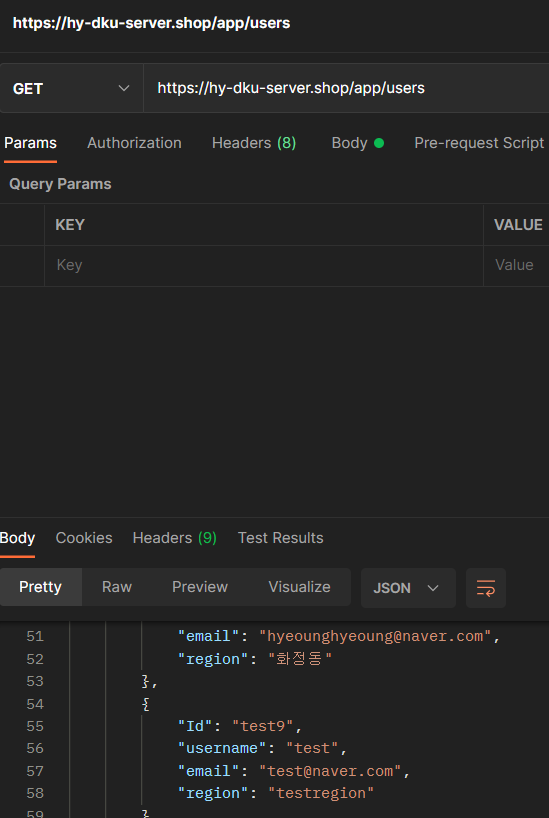 https://hy-dku-server.shop/app/users
GET https://hy-dku-server.shop/app/users
Params Authorization Headers (8) Body Pre-request Script
Query Params
KEY VALUE
Key Value
Body Cookies Headers (9) Test Results
Pretty Raw Preview Visualize JSON
51 "email": "hyeounghyeoung@naver.com",
52 "region": "화정동"
53 },
54 {
55 "Id": "test9",
56 "username": "test",
57 "email": "test@naver.com",
58 "region": "testregion"
59 }